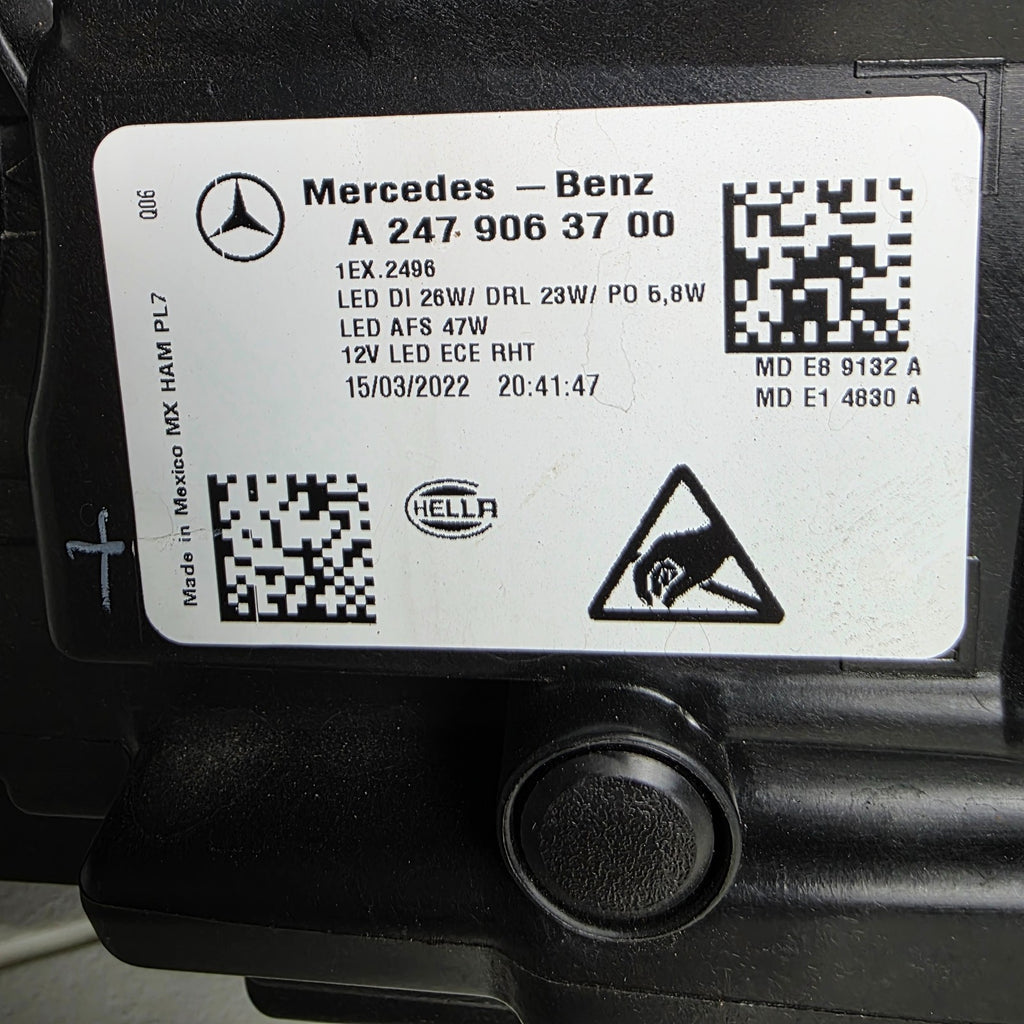 Mercedes – Benz
A 247 906 37 00
1EX.2496
LED DI 26W/ DRL 23W/ PO 5,8W
LED AFS 47W
12V LED ECE RHT
15/03/2022 20:41:47
MD E8 9132 A
MD E1 4830 A
HELLA
Made in Mexico MX HAM PL7
Q06